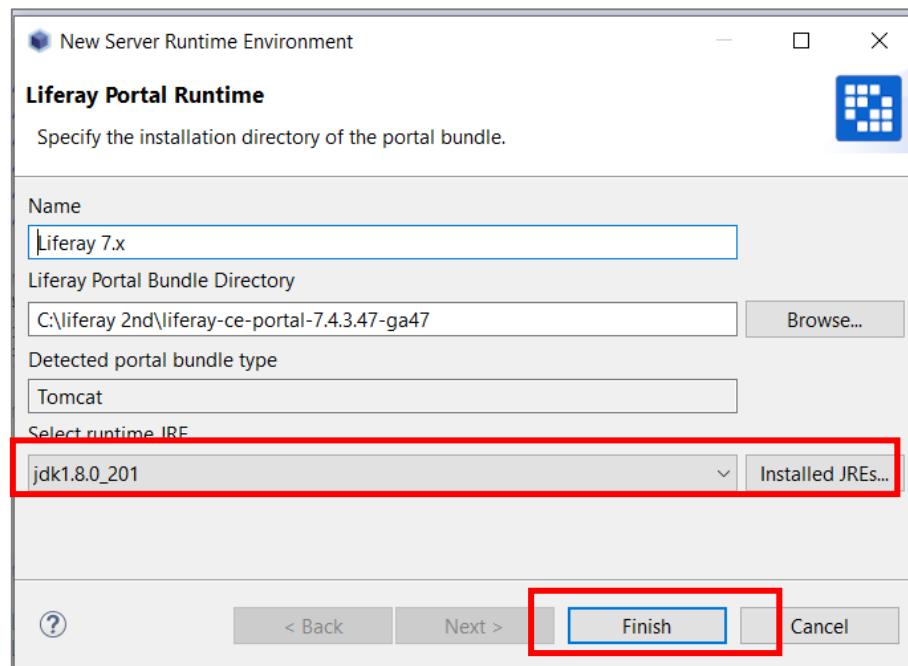 New Server Runtime Environment
Liferay Portal Runtime
Specify the installation directory of the portal bundle.
Name
Liferay 7.x
Liferay Portal Bundle Directory
C:\liferay 2nd\liferay-ce-portal-7.4.3.47-ga47
Browse...
Detected portal bundle type
Tomcat
Select runtime JRE
jdk1.8.0_201
Installed JREs...
?
< Back
Next >
Finish
Cancel